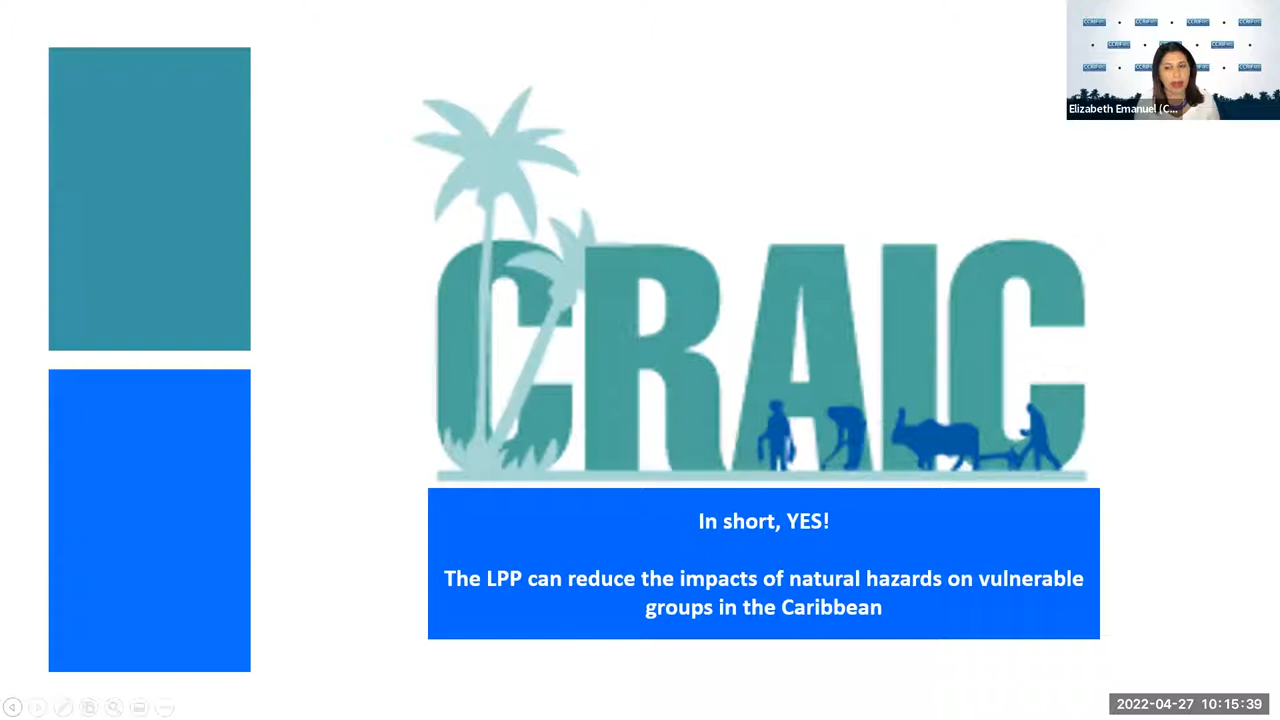 Elizabeth Emanuel (C...
CRAIC
In short, YES!
The LPP can reduce the impacts of natural hazards on vulnerable
groups in the Caribbean
2022-04-27 10:15:39